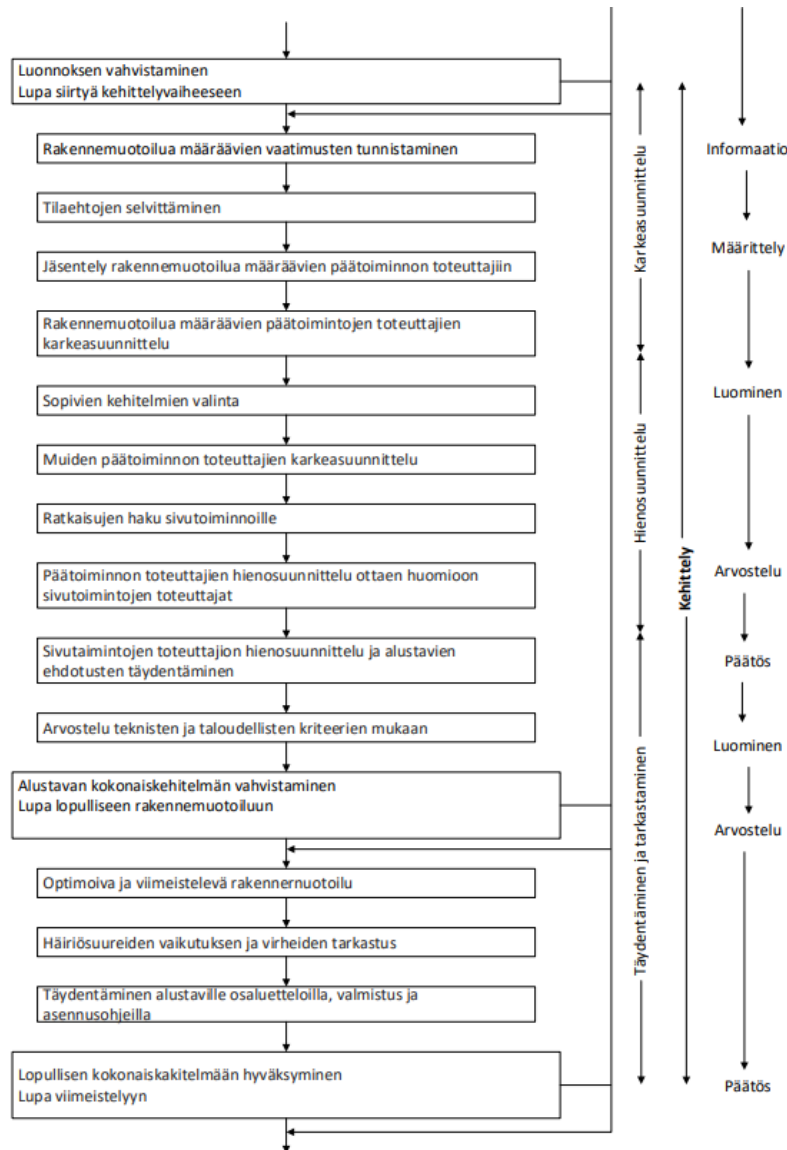 Luonnoksen vahvistaminen
Lupa siirtyä kehittelyvaiheeseen
Rakennemuotoilua määräävien vaatimusten tunnistaminen
Tilaehtojen selvittäminen
Jäsentely rakennemuotoilua määräävien päätoiminnon toteuttajiin
Rakennemuotoilua määräävien päätoimintojen toteuttajien
karkeasuunnittelu
Sopivien kehitelmien valinta
Muiden päätoiminnon toteuttajien karkeasuunnittelu
Ratkaisujen haku sivutoiminnoille
Päätoiminnon toteuttajien hienosuunnittelu ottaen huomioon
sivutoimintojen toteuttajat
Sivutaimintojen toteuttajion hienosuunnittelu ja alustavien
ehdotusten täydentäminen
Arvostelu teknisten ja taloudellisten kriteerien mukaan
Alustavan kokonaiskehitelmän vahvistaminen
Lupa lopulliseen rakennemuotoiluun
Optimoiva ja viimeistelevä rakennernuotoilu
Häiriösuureiden vaikutuksen ja virheiden tarkastus
Täydentäminen alustaville osaluetteloilla, valmistus ja
asennusohjeilla
Lopullisen kokonaiskakitelmään hyväksyminen
Lupa viimeistelyyn
Karkeasuunnittelu
Hienosuunnittelu
Täydentäminen ja tarkastaminen
Kehittely
Informaatio
Määrittely
Luominen
Arvostelu
Päätös
Luominen
Arvostelu
Päätös